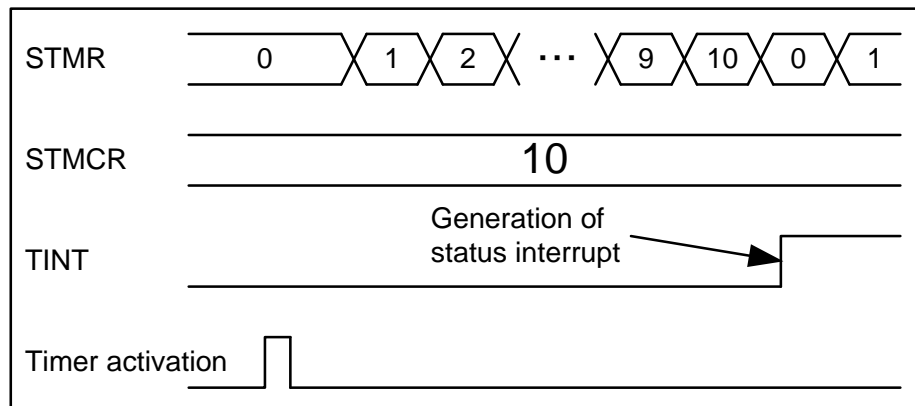 STMR 0 1 2 ... 9 10 0 1
STMCR 10
Generation of
status interrupt
TINT
Timer activation